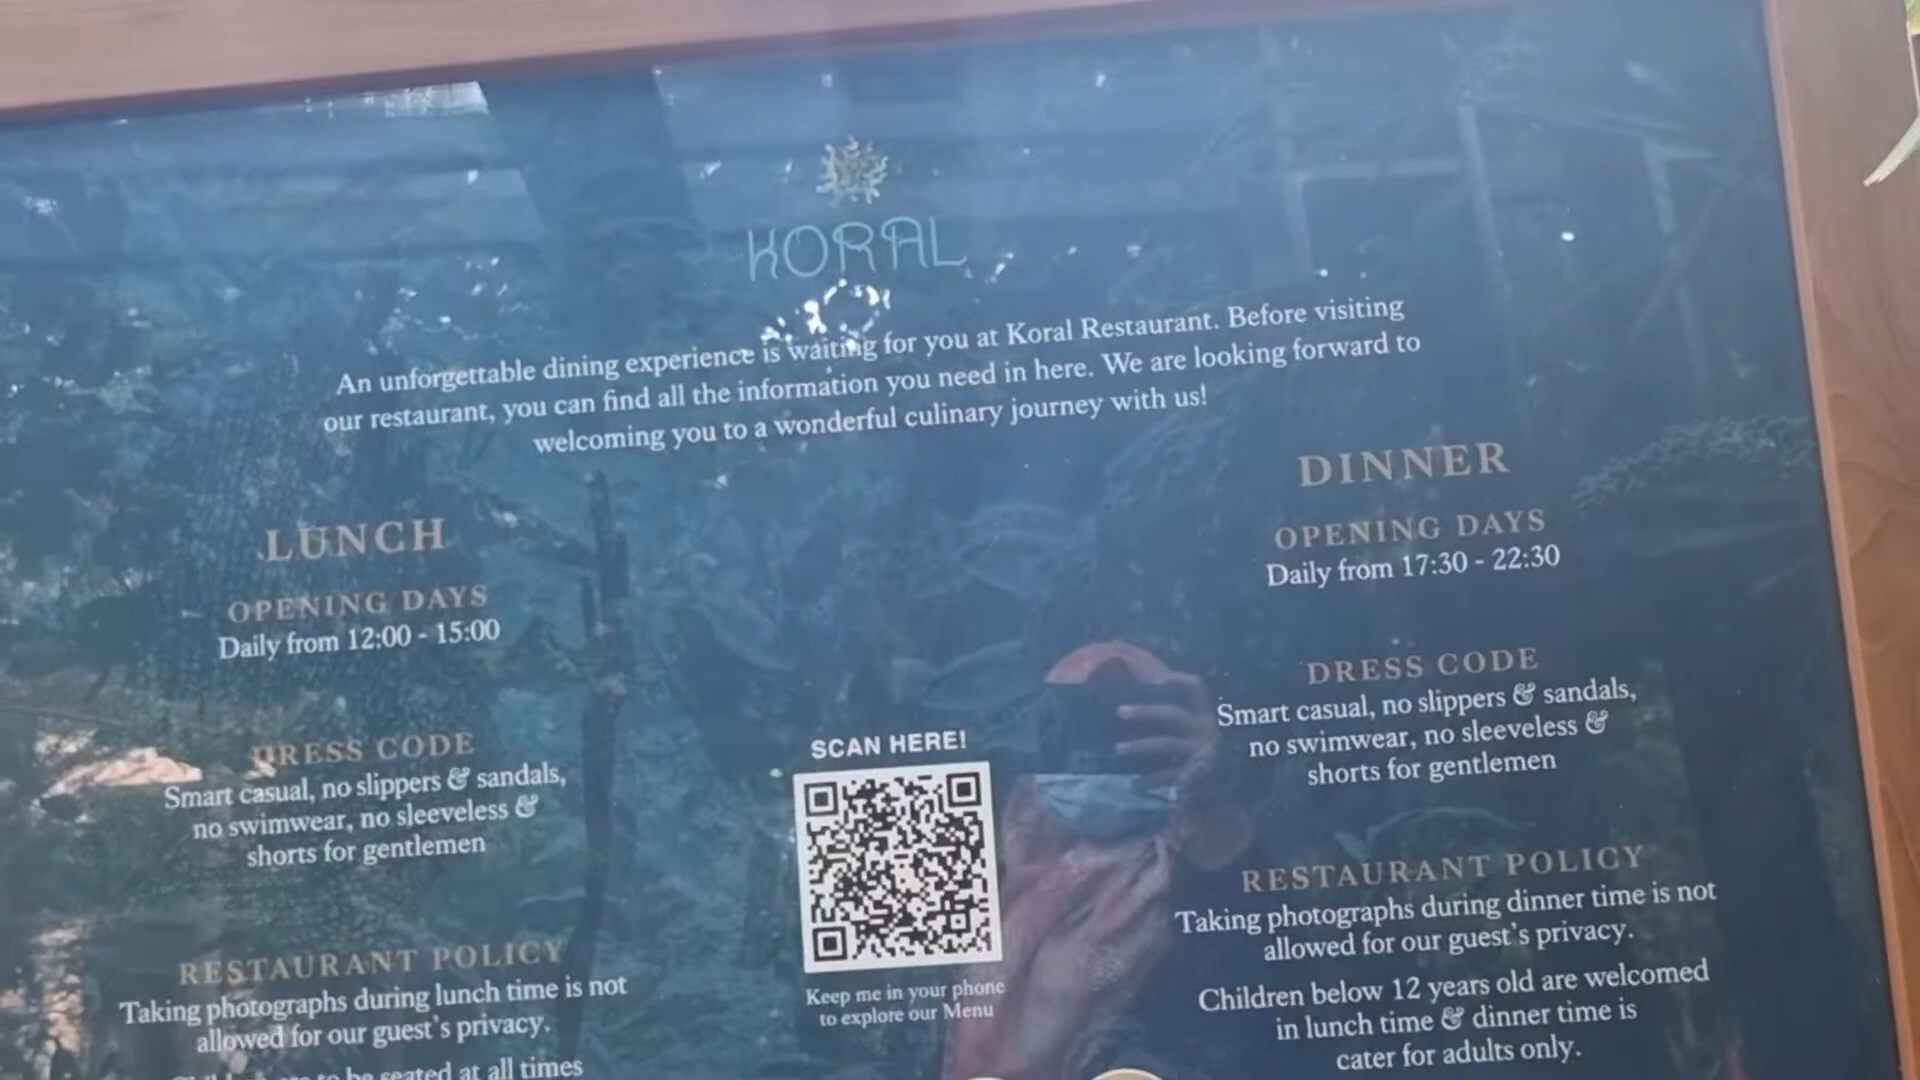 KORAL
An unforgettable dining experience is waiting for you at Koral Restaurant. Before visiting
our restaurant, you can find all the information you need in here. We are looking forward to
welcoming you to a wonderful culinary journey with us!
LUNCH
OPENING DAYS
Daily from 12:00 - 15:00
DRESS CODE
Smart casual, no slippers & sandals,
no swimwear, no sleeveless &
shorts for gentlemen
RESTAURANT POLICY
Taking photographs during lunch time is not
allowed for our guest's privacy.
to be seated at all times
SCAN HERE!
Keep me in your phone
to explore our Menu
DINNER
OPENING DAYS
Daily from 17:30 - 22:30
DRESS CODE
Smart casual, no slippers & sandals,
no swimwear, no sleeveless &
shorts for gentlemen
RESTAURANT POLICY
Taking photographs during dinner time is not
allowed for our guest's privacy.
Children below 12 years old are welcomed
in lunch time & dinner time is
cater for adults only.